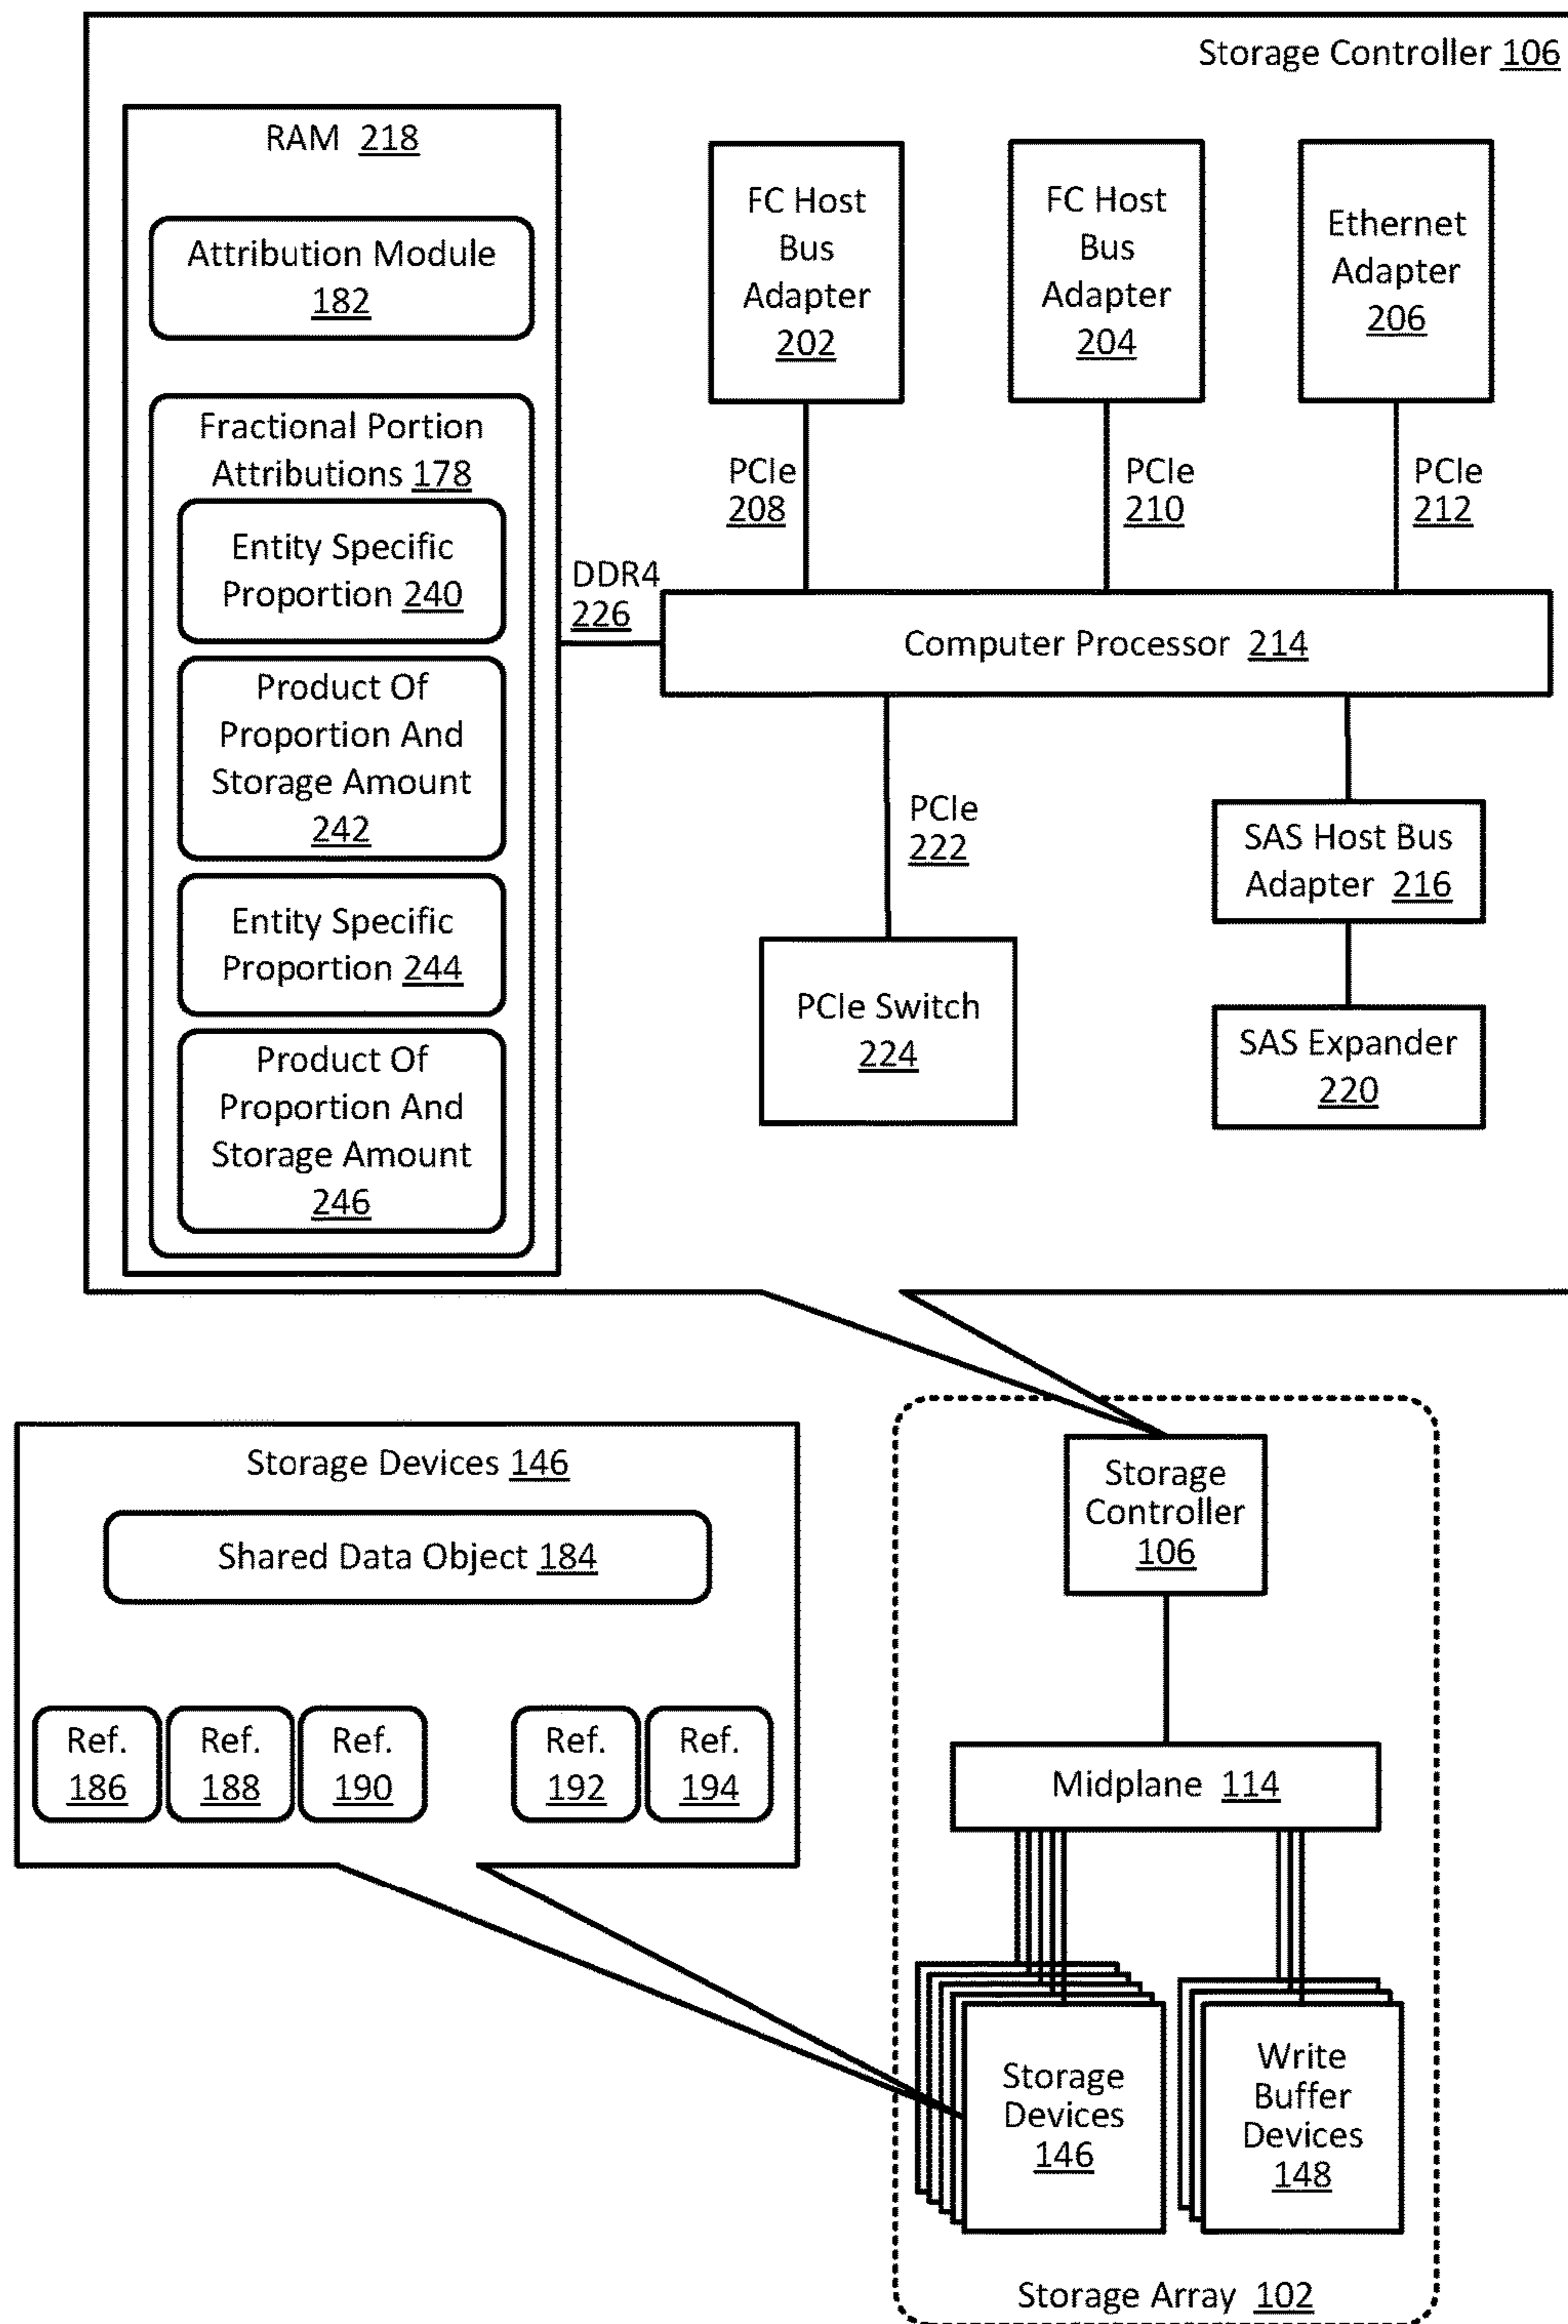 Storage Controller 106
RAM 218
Attribution Module
182
Fractional Portion
Attributions 178
Entity Specific
Proportion 240
Product Of
Proportion And
Storage Amount
242
Entity Specific
Proportion 244
Product Of
Proportion And
Storage Amount
246
FC Host
Bus
Adapter
202
FC Host
Bus
Adapter
204
Ethernet
Adapter
206
PCIe
208
PCIe
210
PCIe
212
DDR4
226
Computer Processor 214
PCIe
222
SAS Host Bus
Adapter 216
PCIe Switch
224
SAS Expander
220
Storage Devices 146
Shared Data Object 184
Ref.
186
Ref.
188
Ref.
190
Ref.
192
Ref.
194
Storage
Controller
106
Midplane 114
Storage
Devices
146
Write
Buffer
Devices
148
Storage Array 102